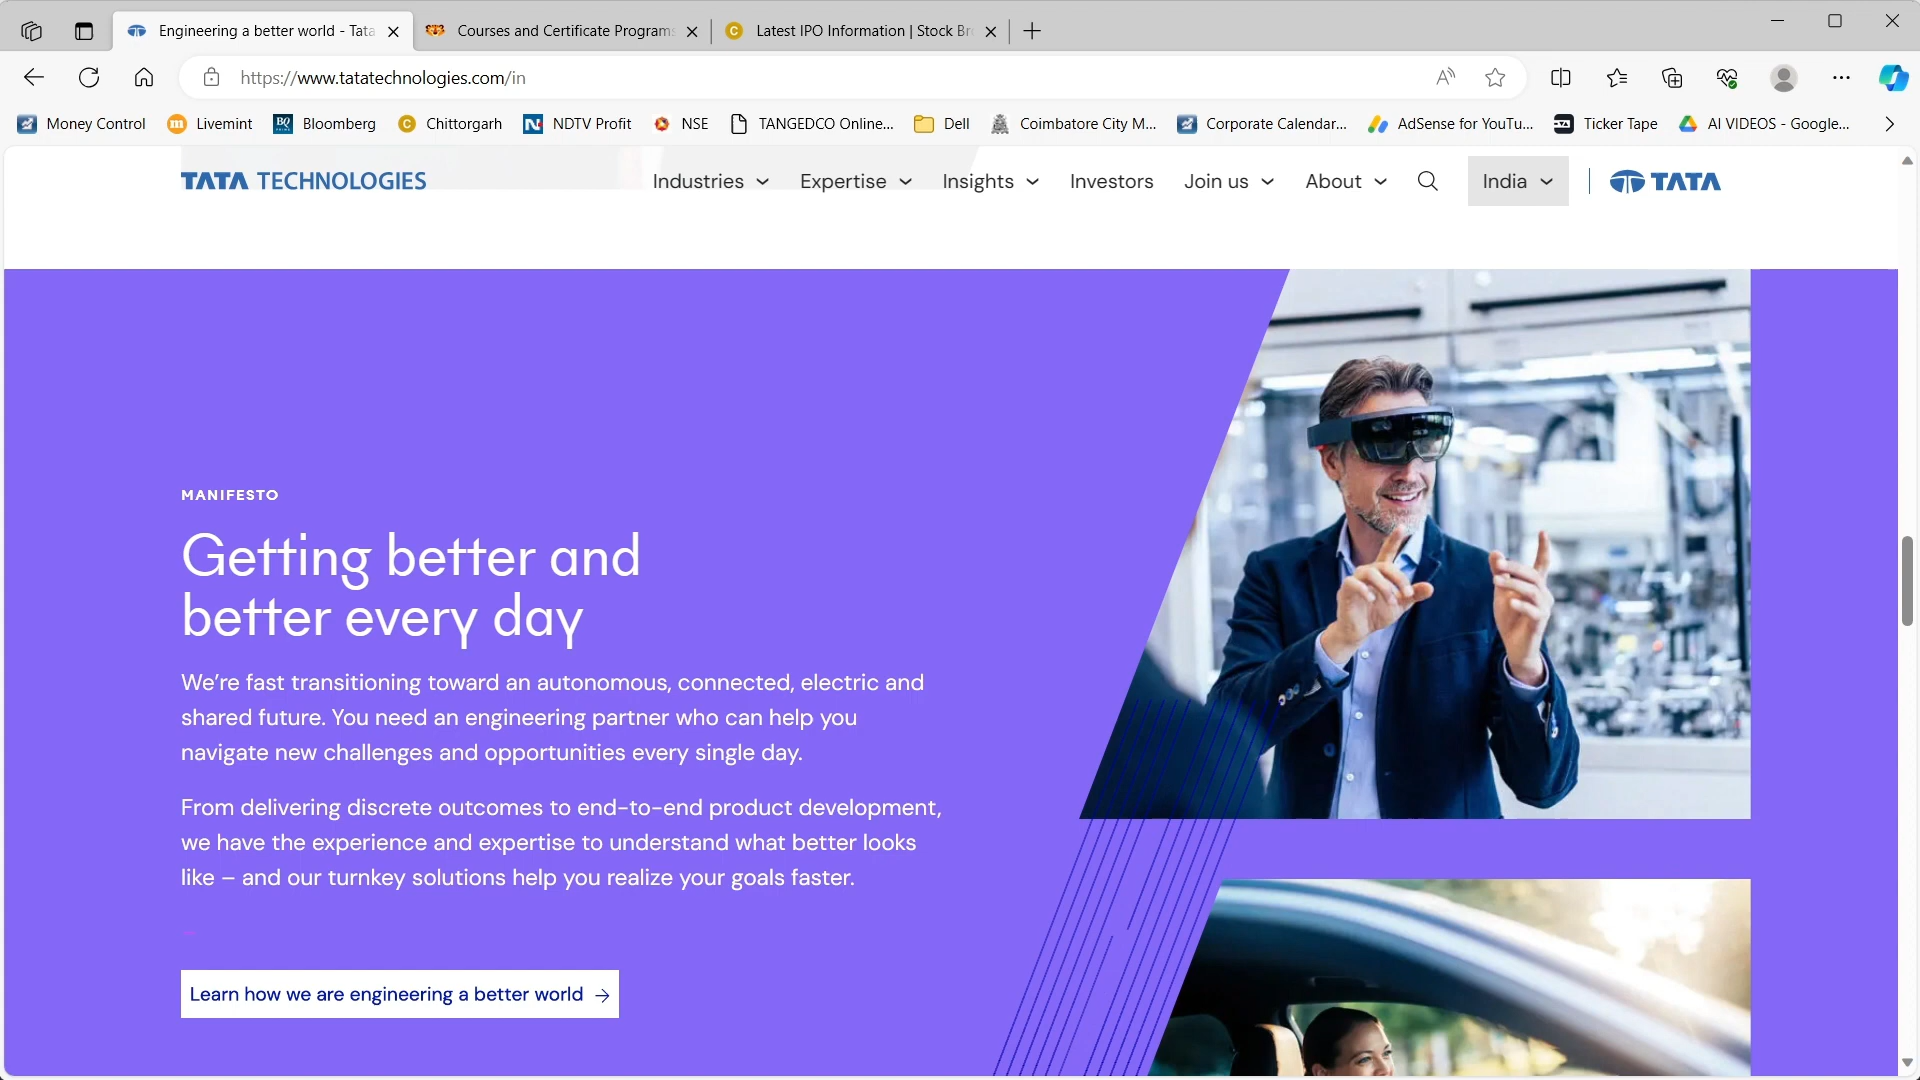 Engineering a better world - Tata
Courses and Certificate Programs
Latest IPO Information | Stock Br
https://www.tatatechnologies.com/in
Money Control
Livemint
Bloomberg
Chittorgarh
NDTV Profit
NSE
TANGEDCO Online...
Dell
Coimbatore City M...
Corporate Calendar...
AdSense for YouTu...
Ticker Tape
AI VIDEOS - Google...
TATA TECHNOLOGIES
Industries
Expertise
Insights
Investors
Join us
About
India
TATA
MANIFESTO
Getting better and
better every day
We’re fast transitioning toward an autonomous, connected, electric and
shared future. You need an engineering partner who can help you
navigate new challenges and opportunities every single day.
From delivering discrete outcomes to end-to-end product development,
we have the experience and expertise to understand what better looks
like – and our turnkey solutions help you realize your goals faster.
Learn how we are engineering a better world →